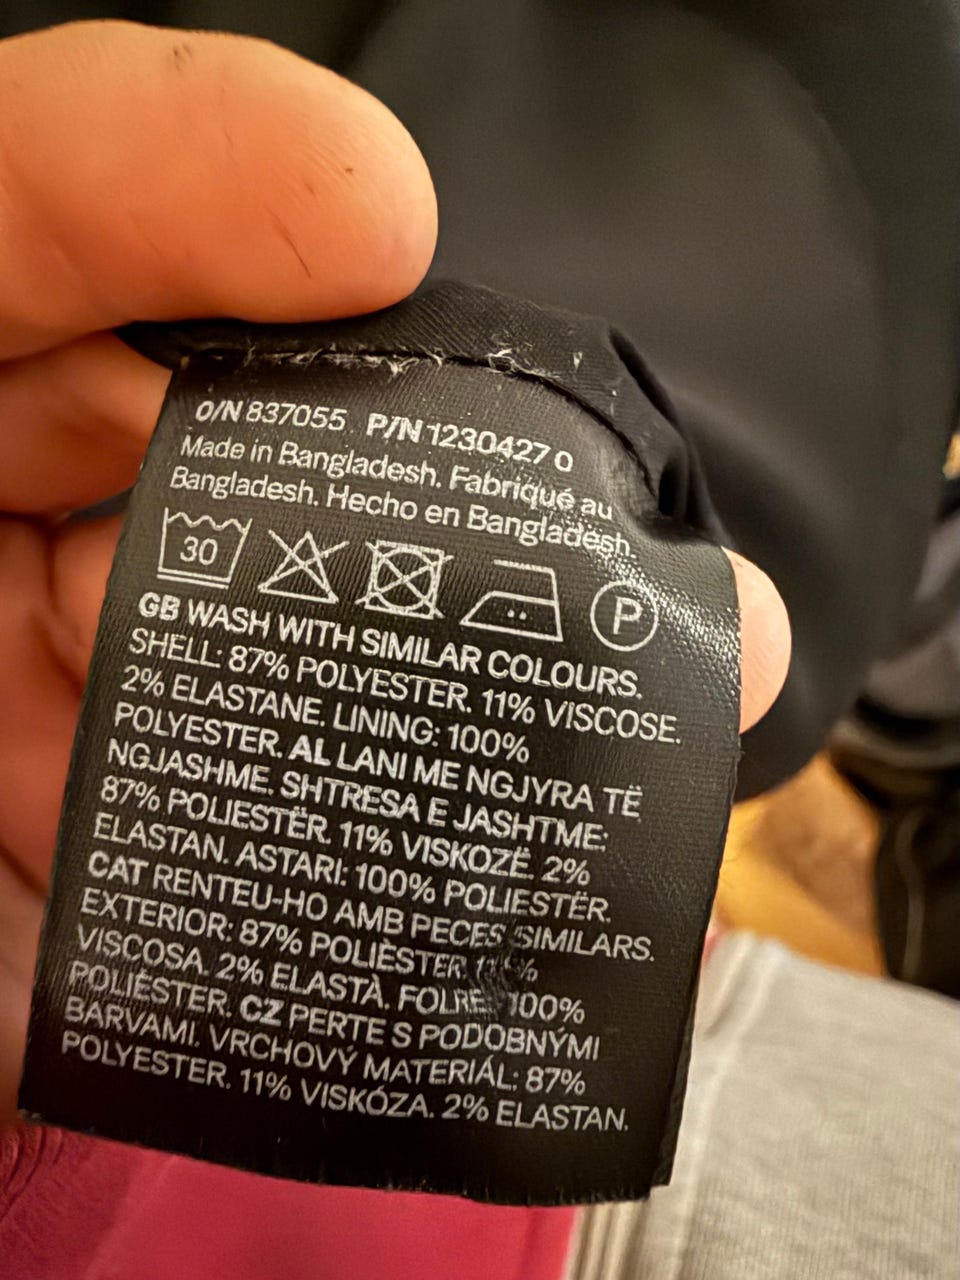 O/N 837055 P/N 1230427 0
Made in Bangladesh. Fabriqué au
Bangladesh. Hecho en Bangladesh.
30 P
GB WASH WITH SIMILAR COLOURS.
SHELL: 87% POLYESTER. 11% VISCOSE.
2% ELASTANE. LINING: 100%
POLYESTER. AL LANI ME NGJYRA TË
NGJASHME. SHTRESA E JASHTME:
87% POLIESTËR. 11% VISKOZË. 2%
ELASTAN. ASTARI: 100% POLIESTËR.
CAT RENTEU-HO AMB PECES SIMILARS.
EXTERIOR: 87% POLIÈSTER. 11%
VISCOSA. 2% ELASTÀ. FOLRE: 100%
POLIÈSTER. CZ PERTE S PODOBNÝMI
BARVAMI. VRCHOVÝ MATERIÁL: 87%
POLYESTER. 11% VISKÓZA. 2% ELASTAN.